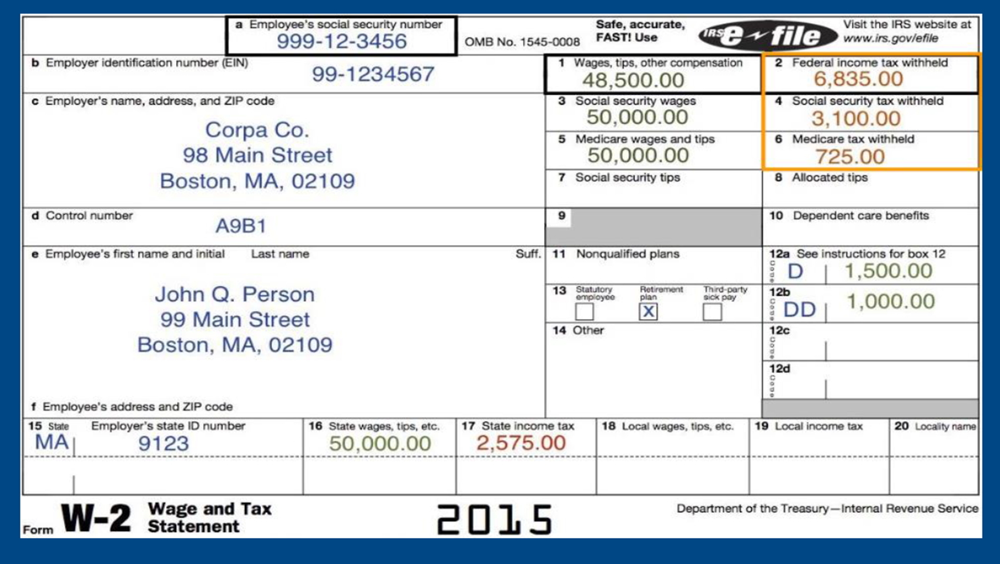 a Employee's social security number
999-12-3456
OMB No. 1545-0008
Safe, accurate,
FAST! Use
IRS e file
Visit the IRS website at
www.irs.gov/efile
b Employer identification number (EIN)
99-1234567
1 Wages, tips, other compensation
48,500.00
2 Federal income tax withheld
6,835.00
c Employer's name, address, and ZIP code
Corpa Co.
98 Main Street
Boston, MA, 02109
3 Social security wages
50,000.00
4 Social security tax withheld
3,100.00
5 Medicare wages and tips
50,000.00
6 Medicare tax withheld
725.00
7 Social security tips
8 Allocated tips
d Control number
A9B1
9
10 Dependent care benefits
e Employee's first name and initial Last name Suff.
John Q. Person
99 Main Street
Boston, MA, 02109
f Employee's address and ZIP code
11 Nonqualified plans
12a See instructions for box 12
Code
D 1,500.00
13 Statutory employee Retirement plan Third-party sick pay
X
12b
Code
DD 1,000.00
14 Other
12c
Code
12d
Code
15 State Employer's state ID number
MA 9123
16 State wages, tips, etc.
50,000.00
17 State income tax
2,575.00
18 Local wages, tips, etc.
19 Local income tax
20 Locality name
Form W-2 Wage and Tax
Statement
2015
Department of the Treasury—Internal Revenue Service